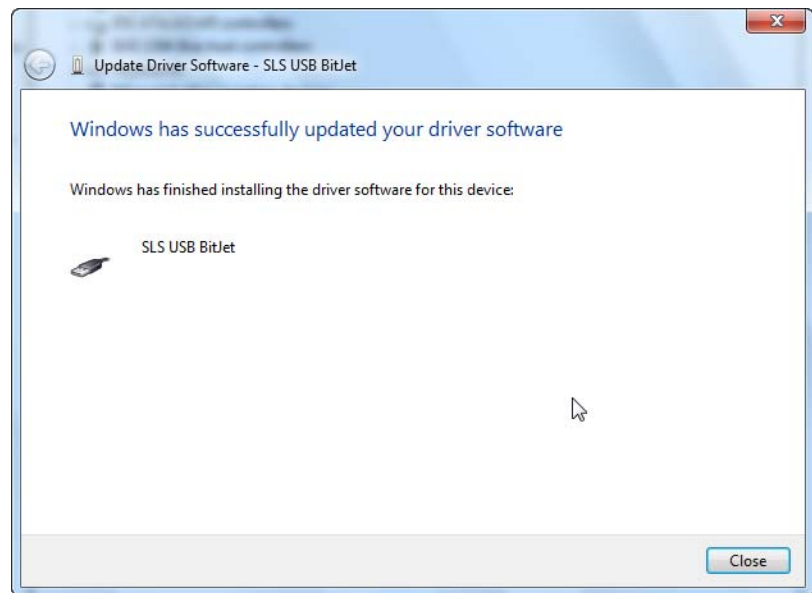 Update Driver Software - SLS USB BitJet
Windows has successfully updated your driver software
Windows has finished installing the driver software for this device:
SLS USB BitJet
Close